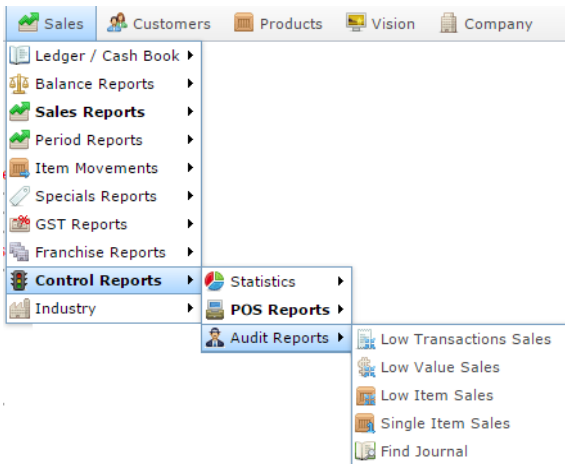 Sales Customers Products Vision Company
Ledger / Cash Book
Balance Reports
Sales Reports
Period Reports
Item Movements
Specials Reports
GST Reports
Franchise Reports
Control Reports Statistics
Industry POS Reports
Audit Reports Low Transactions Sales
Low Value Sales
Low Item Sales
Single Item Sales
Find Journal